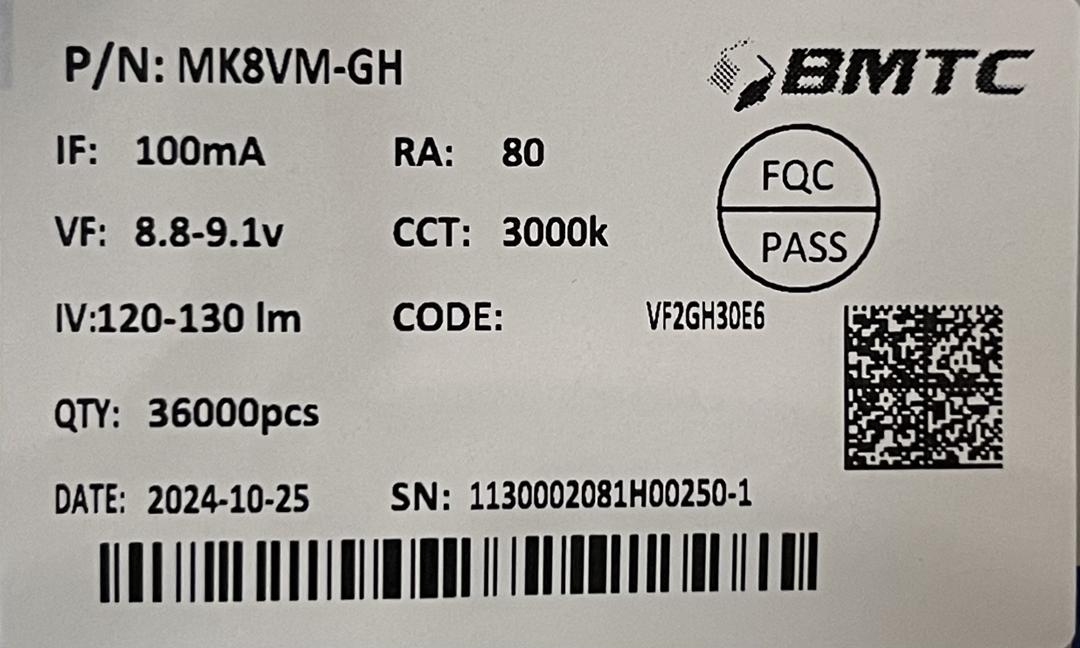 P/N: MK8VM-GH
BMTC
IF: 100mA RA: 80
FQC
PASS
VF: 8.8-9.1v CCT: 3000k
IV:120-130 lm CODE: VF2GH30E6
QTY: 36000pcs
DATE: 2024-10-25 SN: 1130002081H00250-1